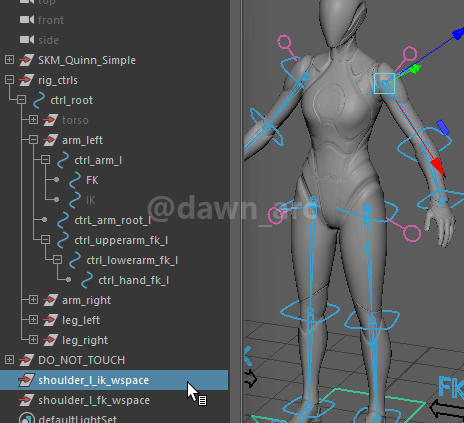 top
front
side
SKM_Quinn_Simple
rig_ctrls
ctrl_root
torso
arm_left
ctrl_arm_l
FK
IK
ctrl_arm_root_l
ctrl_upperarm_fk_l
ctrl_lowerarm_fk_l
ctrl_hand_fk_l
arm_right
leg_left
leg_right
DO_NOT_TOUCH
shoulder_l_ik_wspace
shoulder_l_fk_wspace
defaultLightSet
FK